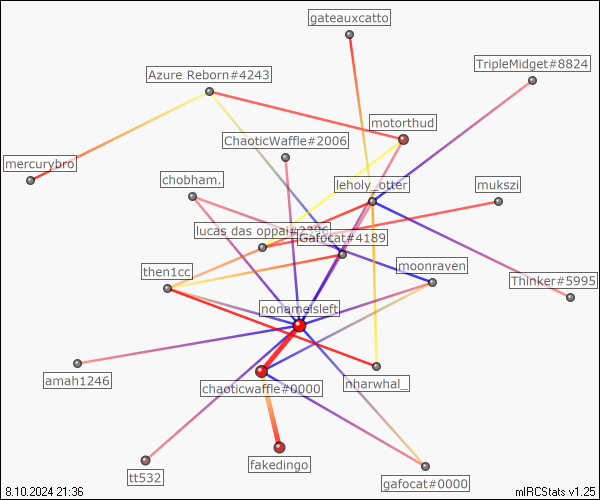 gateauxcatto
TripleMidget#8824
Azure Reborn#4243
motorthud
ChaoticWaffle#2006
mercurybro
chobham.
leholy_otter
mukszi
lucas das oppai#2396
Gafocat#4189
then1cc
moonraven
Thinker#5995
nonameisleft
amah1246
chaoticwaffle#0000
nharwhal_
fakedingo
tt532
gafocat#0000
8.10.2024 21:36
mIRCStats v1.25